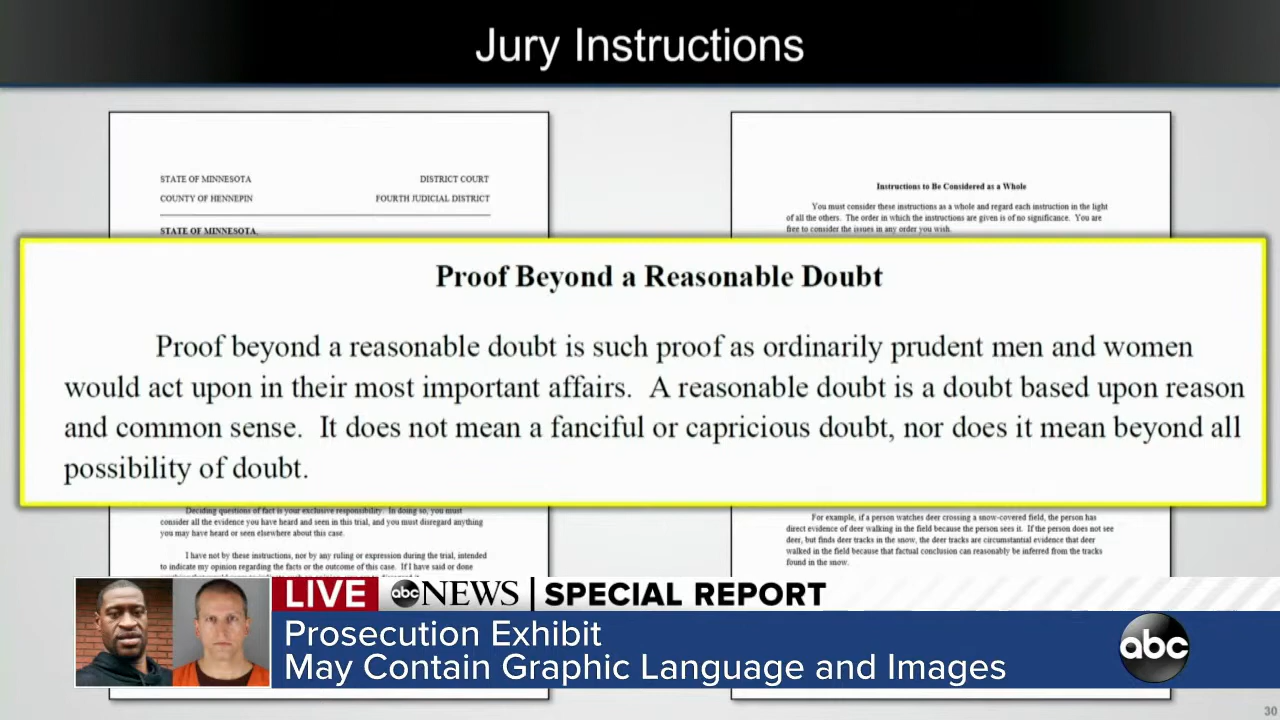 Jury Instructions
STATE OF MINNESOTA
DISTRICT COURT
COUNTY OF HENNEPIN
FOURTH JUDICIAL DISTRICT
STATE OF MINNESOTA,
Instructions to Be Considered as a Whole
You must consider these instructions as a whole and regard each instruction in the light
of all the others. The order in which the instructions are given is of no significance. You are
free to consider the issues in any order you wish.
Proof Beyond a Reasonable Doubt
Proof beyond a reasonable doubt is such proof as ordinarily prudent men and women
would act upon in their most important affairs. A reasonable doubt is a doubt based upon reason
and common sense. It does not mean a fanciful or capricious doubt, nor does it mean beyond all
possibility of doubt.
Deciding questions of fact is your exclusive responsibility. In doing so, you must
consider all the evidence you have heard and seen in this trial, and you must disregard anything
you may have heard or seen elsewhere about this case.
I have not by these instructions, nor by any ruling or expression during the trial, intended
to indicate my opinion regarding the facts or the outcome of this case. If I have said or done
For example, if a person watches deer crossing a snow-covered field, the person has
direct evidence of deer walking in the field because the person sees it. If the person does not see
deer, but finds deer tracks in the snow, the deer tracks are circumstantial evidence that deer
walked in the field because that factual conclusion can reasonably be inferred from the tracks
found in the snow.
LIVE abc NEWS SPECIAL REPORT
Prosecution Exhibit
May Contain Graphic Language and Images
abc
30